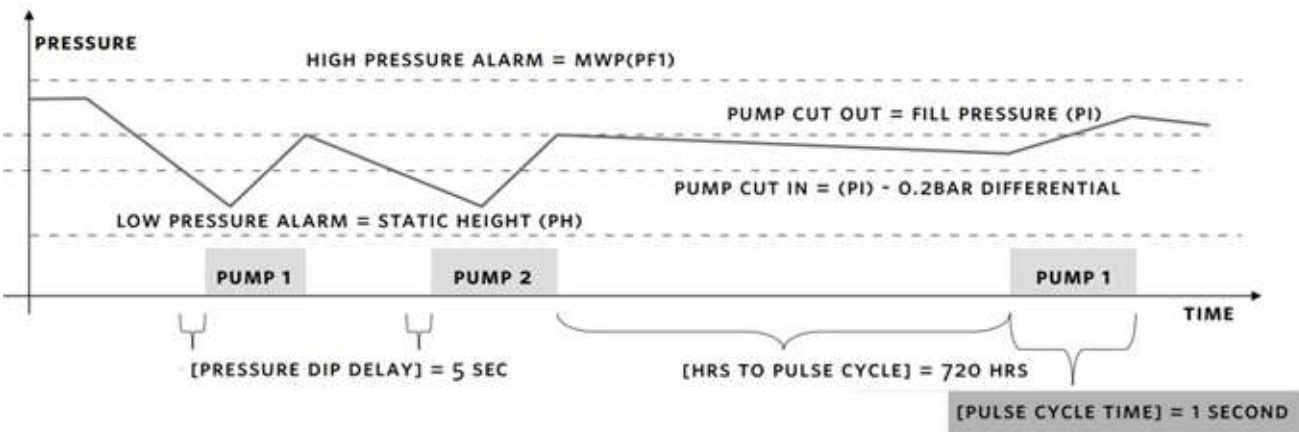 PRESSURE
HIGH PRESSURE ALARM = MWP(PF1)
PUMP CUT OUT = FILL PRESSURE (PI)
PUMP CUT IN = (PI) - 0.2BAR DIFFERENTIAL
LOW PRESSURE ALARM = STATIC HEIGHT (PH)
PUMP 1
PUMP 2
PUMP 1
TIME
[PRESSURE DIP DELAY] = 5 SEC
[HRS TO PULSE CYCLE] = 720 HRS
[PULSE CYCLE TIME] = 1 SECOND